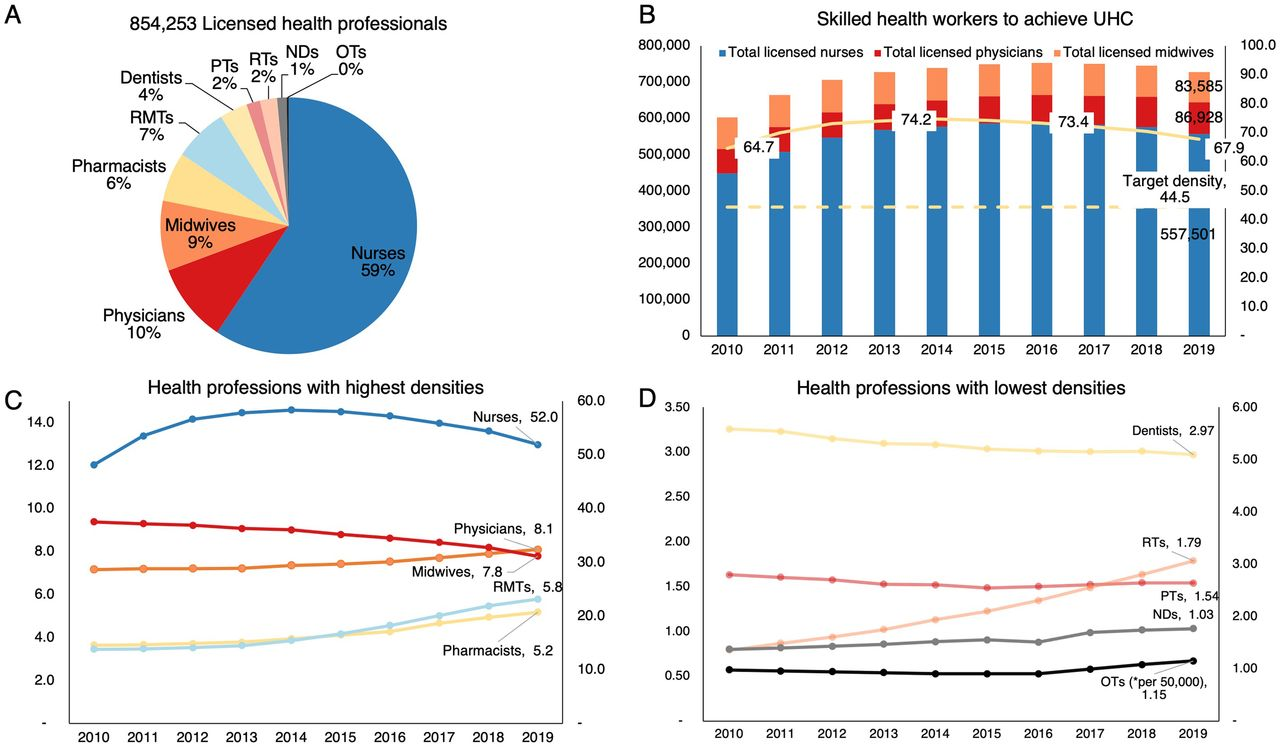 A
854,253 Licensed health professionals
NDs
1%
OTs
0%
RTs
2%
PTs
2%
Dentists
4%
RMTs
7%
Pharmacists
6%
Midwives
9%
Nurses
59%
Physicians
10%
B
Skilled health workers to achieve UHC
Total licensed nurses
Total licensed physicians
Total licensed midwives
800,000
700,000
600,000
500,000
400,000
300,000
200,000
100,000
0
100.0
90.0
80.0
70.0
60.0
50.0
40.0
30.0
20.0
10.0
-
83,585
86,928
64.7
74.2
73.4
67.9
Target density,
44.5
557,501
2010 2011 2012 2013 2014 2015 2016 2017 2018 2019
C
Health professions with highest densities
14.0
12.0
10.0
8.0
6.0
4.0
2.0
-
60.0
50.0
40.0
30.0
20.0
10.0
-
Nurses, 52.0
Physicians, 8.1
Midwives, 7.8
RMTs, 5.8
Pharmacists, 5.2
2010 2011 2012 2013 2014 2015 2016 2017 2018 2019
D
Health professions with lowest densities
3.50
3.00
2.50
2.00
1.50
1.00
0.50
-
6.00
5.00
4.00
3.00
2.00
1.00
-
Dentists, 2.97
RTs, 1.79
PTs, 1.54
NDs, 1.03
OTs (*per 50,000),
1.15
2010 2011 2012 2013 2014 2015 2016 2017 2018 2019